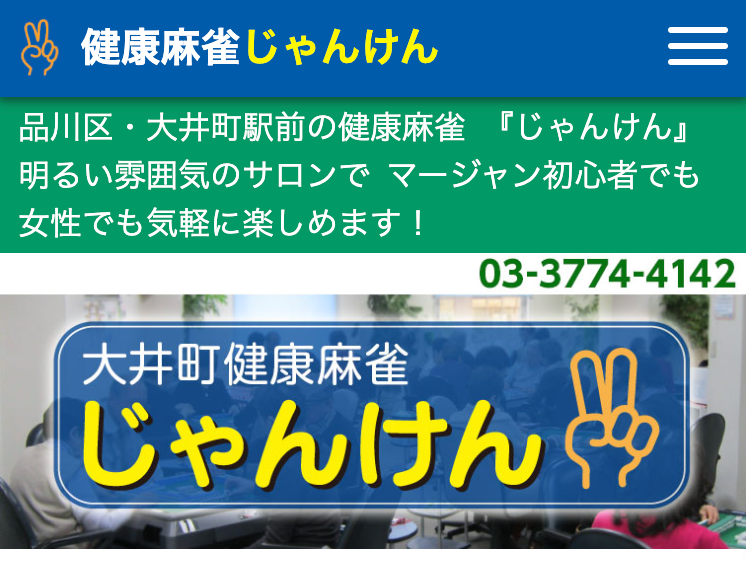 健康麻雀じゃんけん
品川区・大井町駅前の健康麻雀 『じゃんけん』
明るい雰囲気のサロンで マージャン初心者でも
女性でも気軽に楽しめます！
03-3774-4142
大井町健康麻雀
じゃんけん